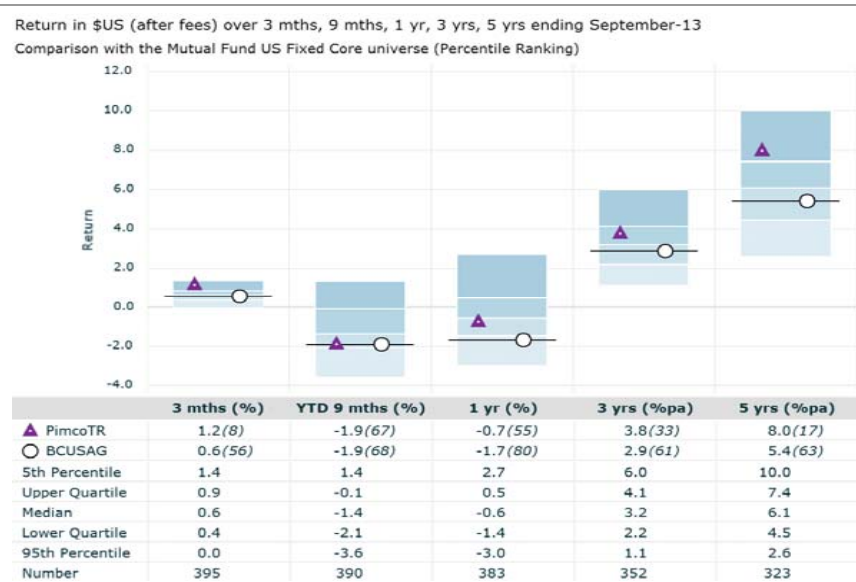 Return in $US (after fees) over 3 mths, 9 mths, 1 yr, 3 yrs, 5 yrs ending September-13
Comparison with the Mutual Fund US Fixed Core universe (Percentile Ranking)
12.0
10.0
8.0
6.0
4.0
2.0
0.0
-2.0
-4.0
Return
3 mths (%) YTD 9 mths (%) 1 yr (%) 3 yrs (%pa) 5 yrs (%pa)
PimcoTR 1.2(8) -1.9(67) -0.7(55) 3.8(33) 8.0(17)
BCUSAG 0.6(56) -1.9(68) -1.7(80) 2.9(61) 5.4(63)
5th Percentile 1.4 1.4 2.7 6.0 10.0
Upper Quartile 0.9 -0.1 0.5 4.1 7.4
Median 0.6 -1.4 -0.6 3.2 6.1
Lower Quartile 0.4 -2.1 -1.4 2.2 4.5
95th Percentile 0.0 -3.6 -3.0 1.1 2.6
Number 395 390 383 352 323